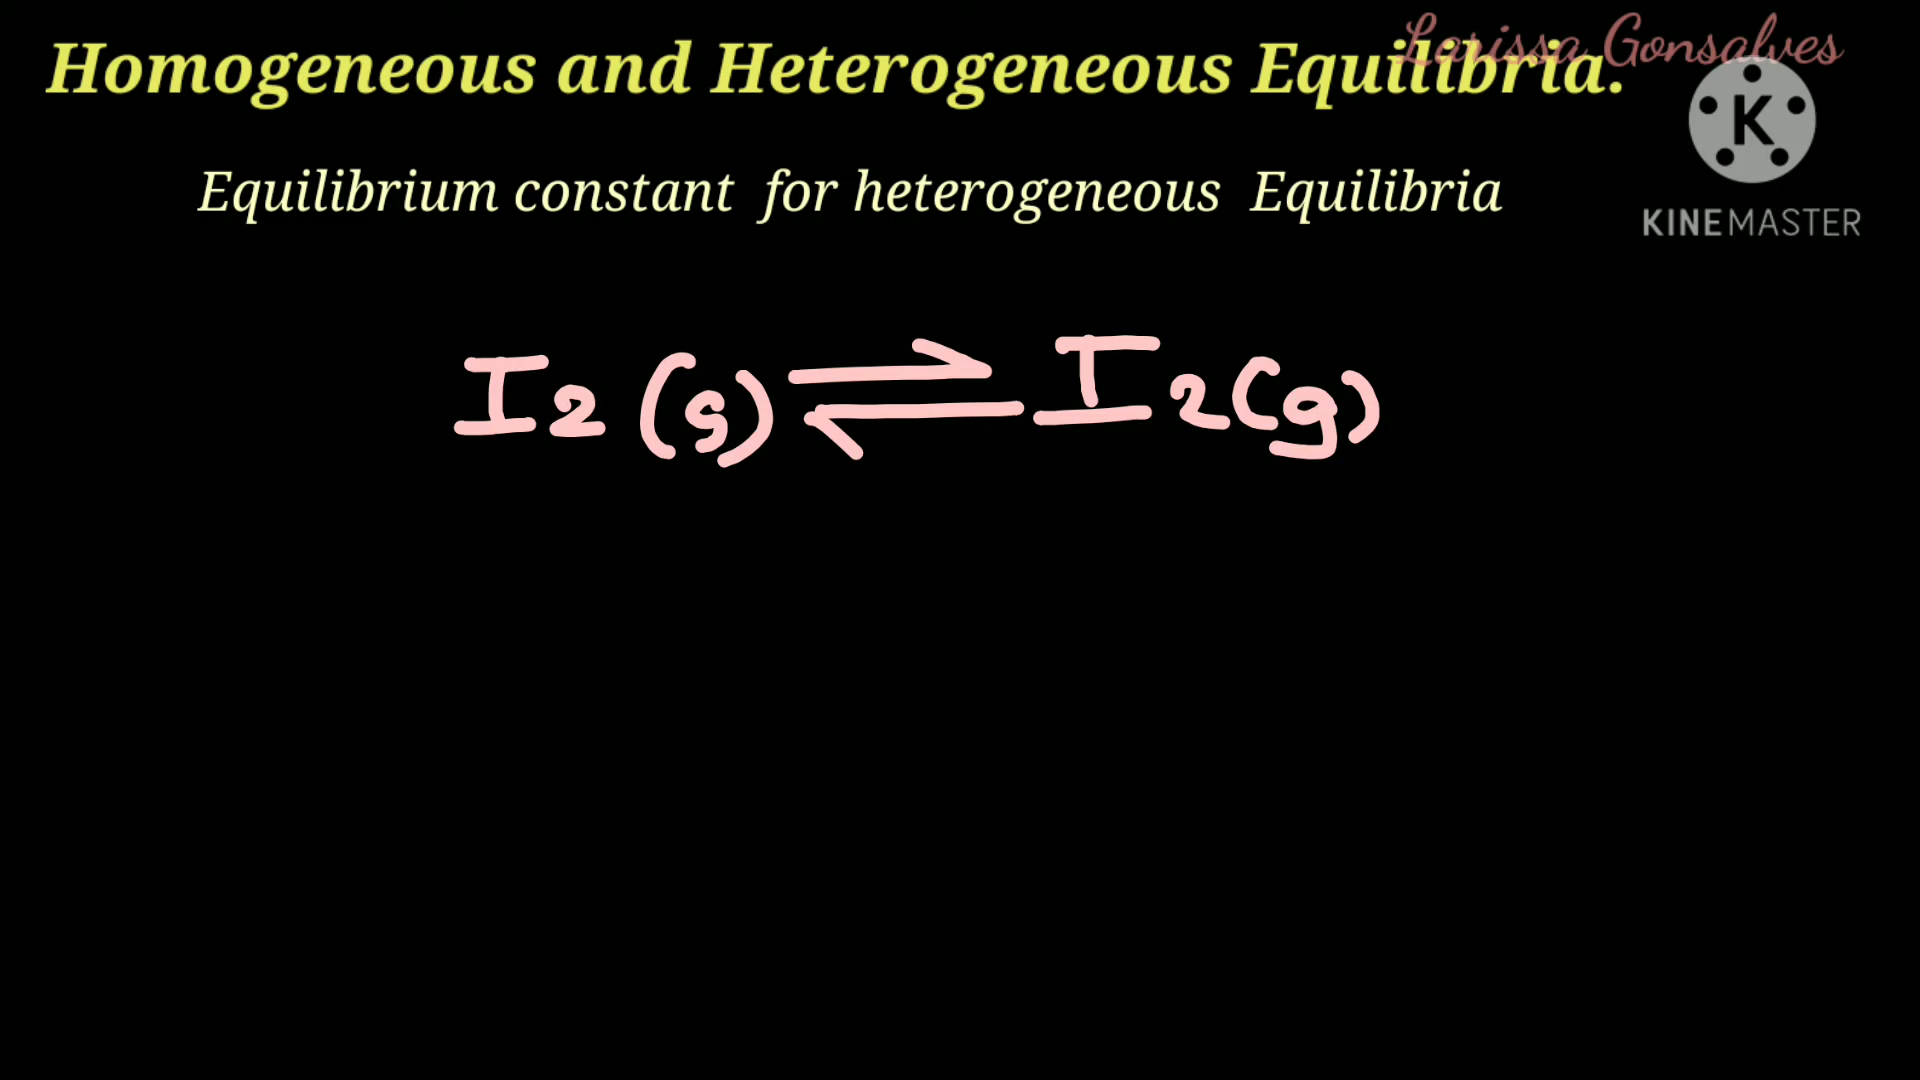 Larissa Gonsalves
Homogeneous and Heterogeneous Equilibria.
K
KINEMASTER
Equilibrium constant for heterogeneous Equilibria
I2 (s) ⇌ I2(g)